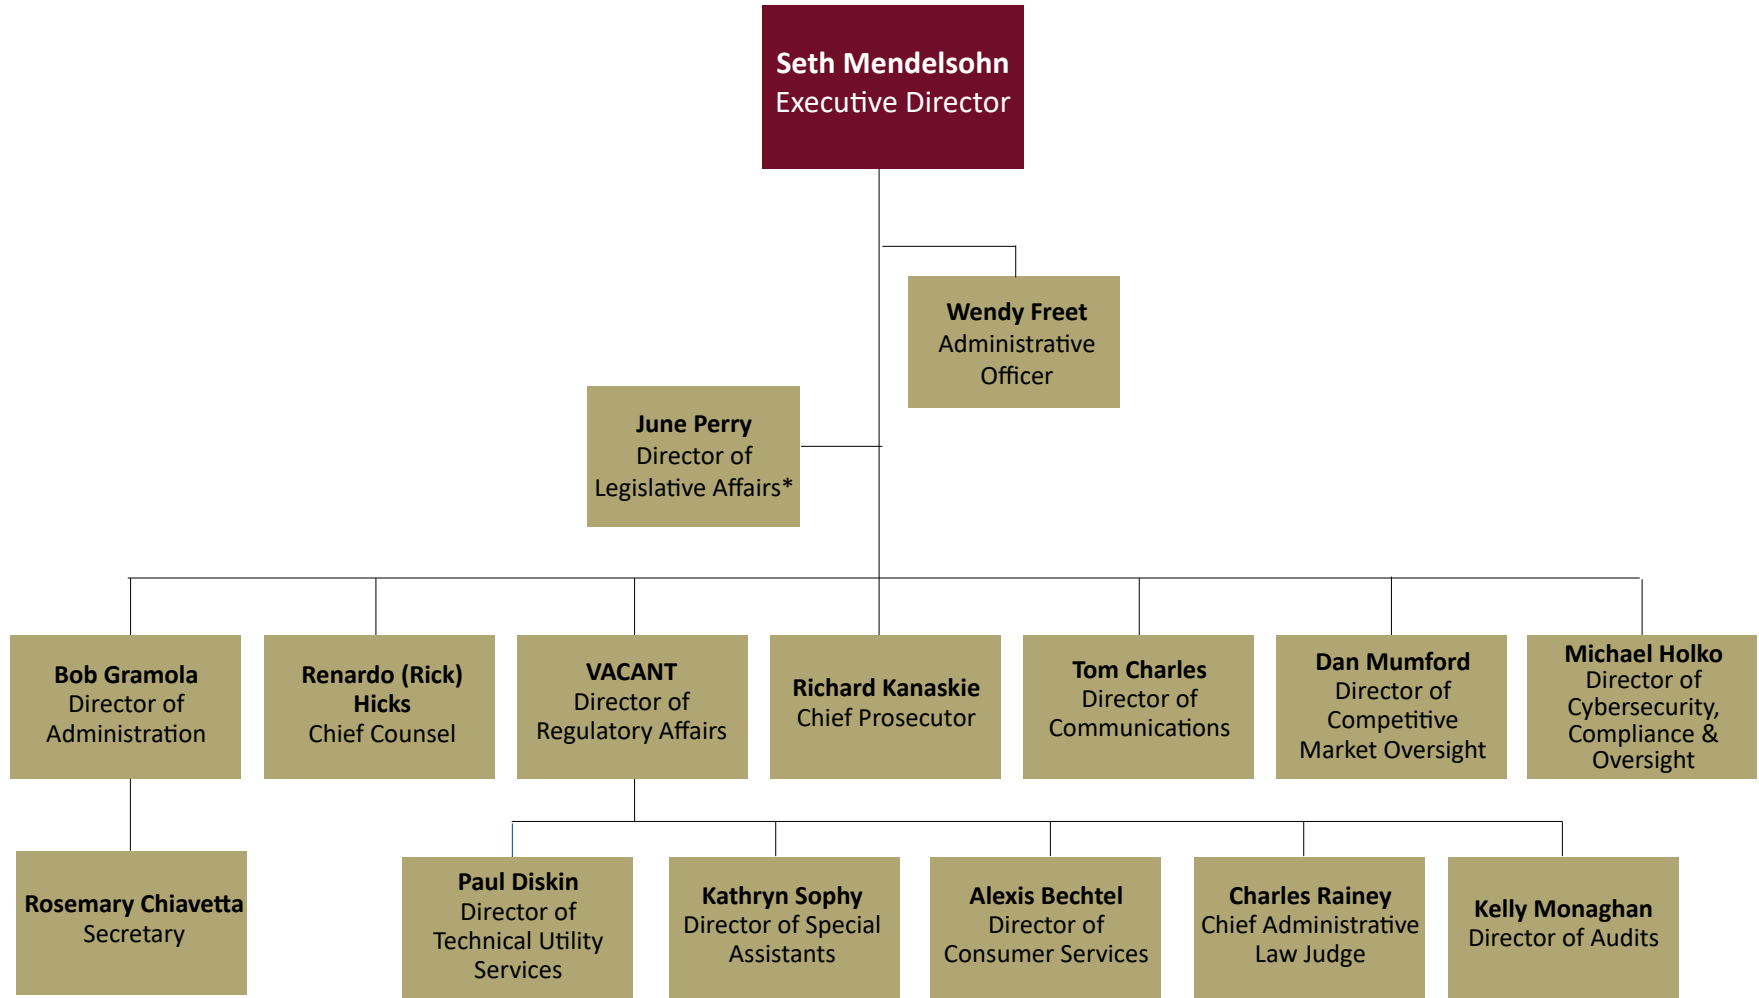 Seth Mendelsohn
Executive Director
Wendy Freet
Administrative
Officer
June Perry
Director of
Legislative Affairs*
Bob Gramola
Director of
Administration
Renardo (Rick)
Hicks
Chief Counsel
VACANT
Director of
Regulatory Affairs
Richard Kanaskie
Chief Prosecutor
Tom Charles
Director of
Communications
Dan Mumford
Director of
Competitive
Market Oversight
Michael Holko
Director of
Cybersecurity,
Compliance &
Oversight
Rosemary Chiavetta
Secretary
Paul Diskin
Director of
Technical Utility
Services
Kathryn Sophy
Director of Special
Assistants
Alexis Bechtel
Director of
Consumer Services
Charles Rainey
Chief Administrative
Law Judge
Kelly Monaghan
Director of Audits